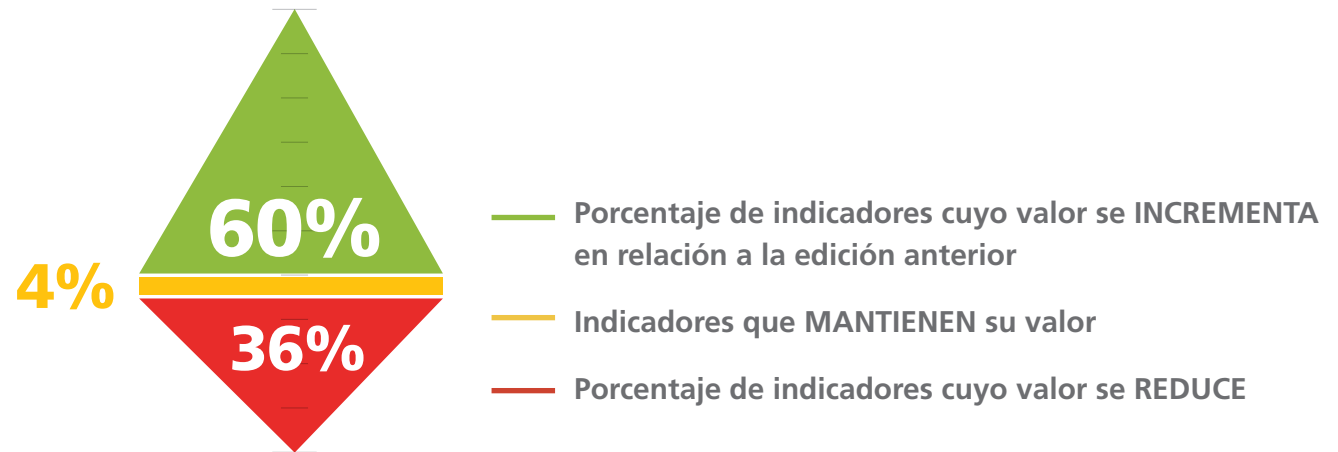 60%
4%
36%
Porcentaje de indicadores cuyo valor se INCREMENTA
en relación a la edición anterior
Indicadores que MANTIENEN su valor
Porcentaje de indicadores cuyo valor se REDUCE